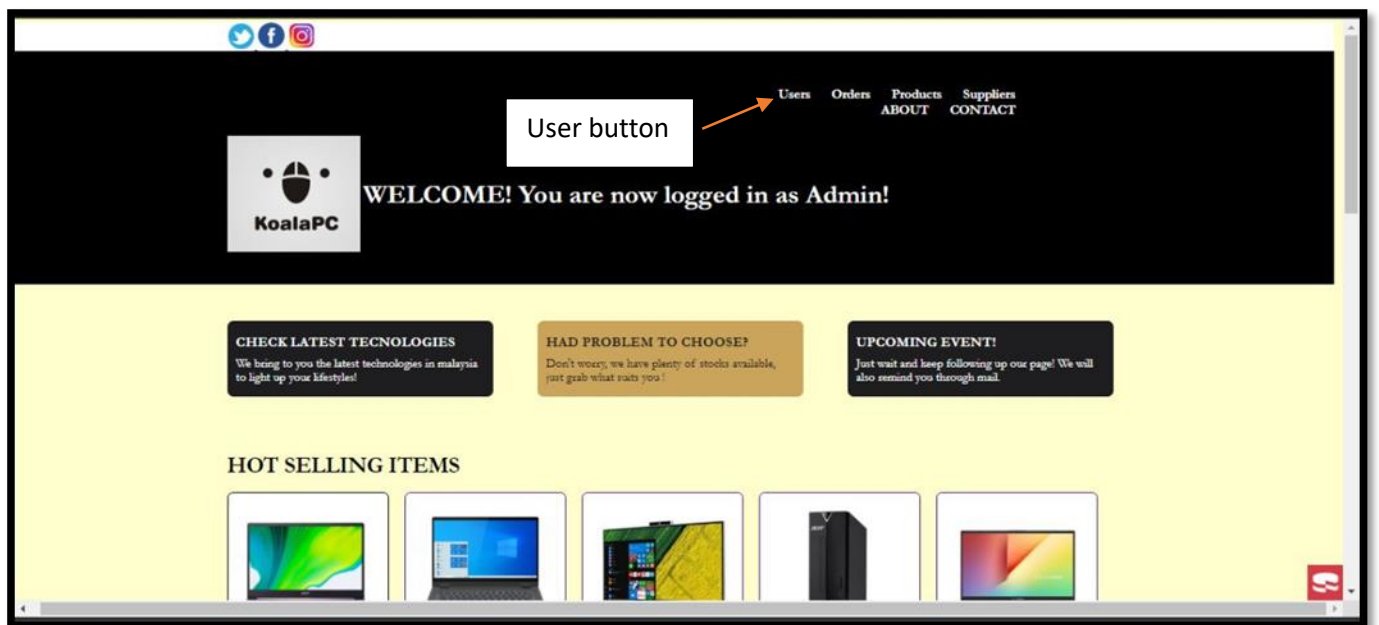 Users Orders Products Suppliers
ABOUT CONTACT
User button
KoalaPC
WELCOME! You are now logged in as Admin!
CHECK LATEST TECNOLOGIES
We bring to you the latest technologies in malaysia
to light up your lifestyles!
HAD PROBLEM TO CHOOSE?
Don't worry, we have plenty of stocks available,
just grab what suits you !
UPCOMING EVENT!
Just wait and keep following up our page! We will
also remind you through mail.
HOT SELLING ITEMS
acer